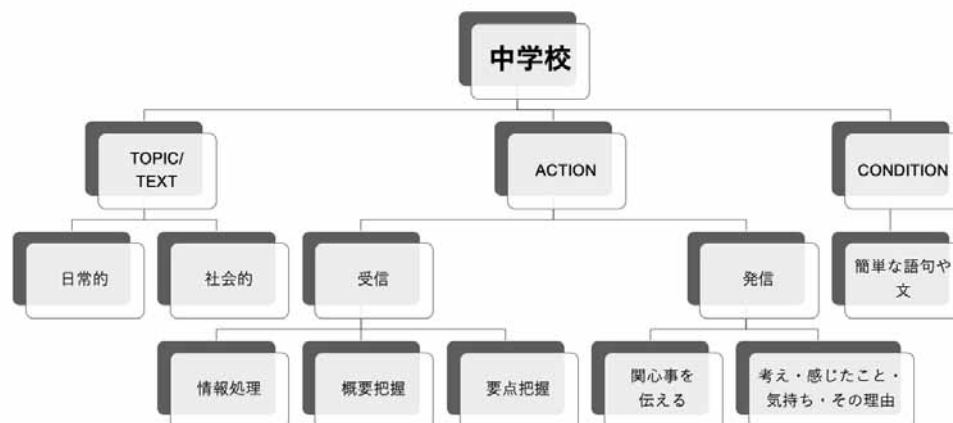 中学校
TOPIC/
TEXT
ACTION
CONDITION
日常的
社会的
受信
発信
簡単な語句や
文
情報処理
概要把握
要点把握
関心事を
伝える
考え・感じたこと・
気持ち・その理由